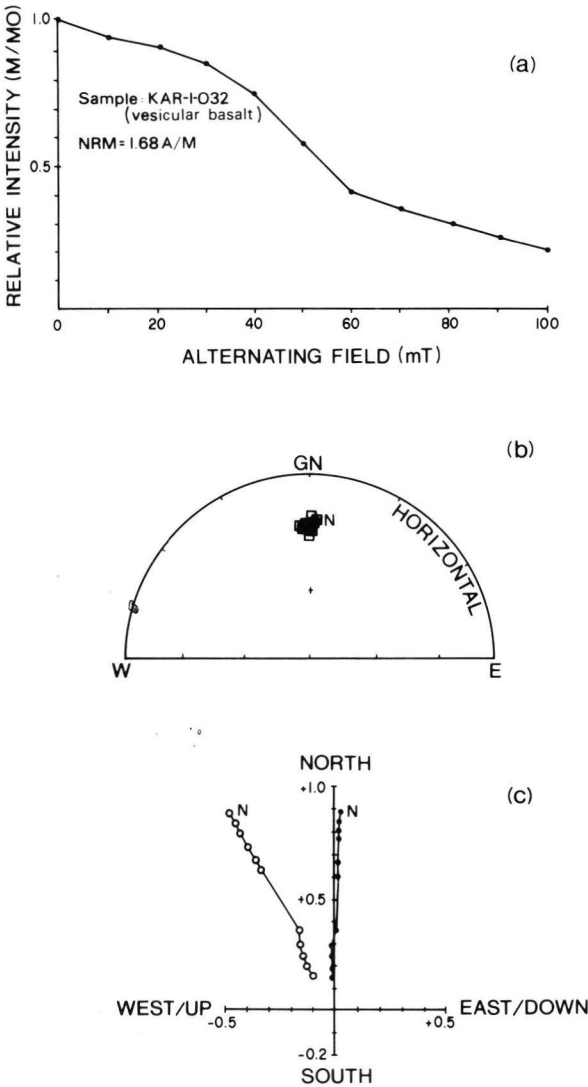 (a)
RELATIVE INTENSITY (M/MO)
1.0
0.5
Sample: KAR-1-032
(vesicular basalt)
NRM = 1.68 A/M
0 20 40 60 80 100
ALTERNATING FIELD (mT)
(b)
GN
N
HORIZONTAL
W E
(c)
NORTH
+1.0
N N
+0.5
WEST/UP EAST/DOWN
-0.5 +0.5
-0.2
SOUTH